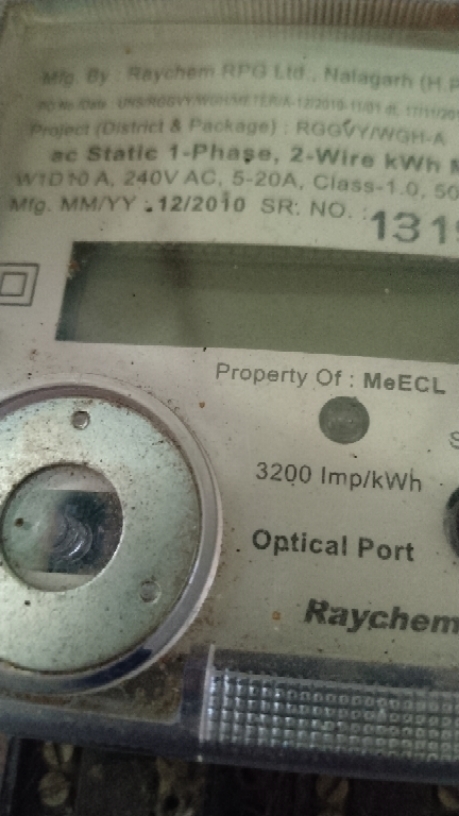 Mfg. By : Raychem RPG Ltd., Nalagarh (H.P
Project (District & Package) : RGGVY/WGH-A
ac Static 1-Phase, 2-Wire kWh M
10 A, 240V AC, 5-20A, Class-1.0, 50
Mfg. MM/YY : 12/2010 SR. NO. :
1319
Property Of : MeECL
S
3200 Imp/kWh
Optical Port
Raychem